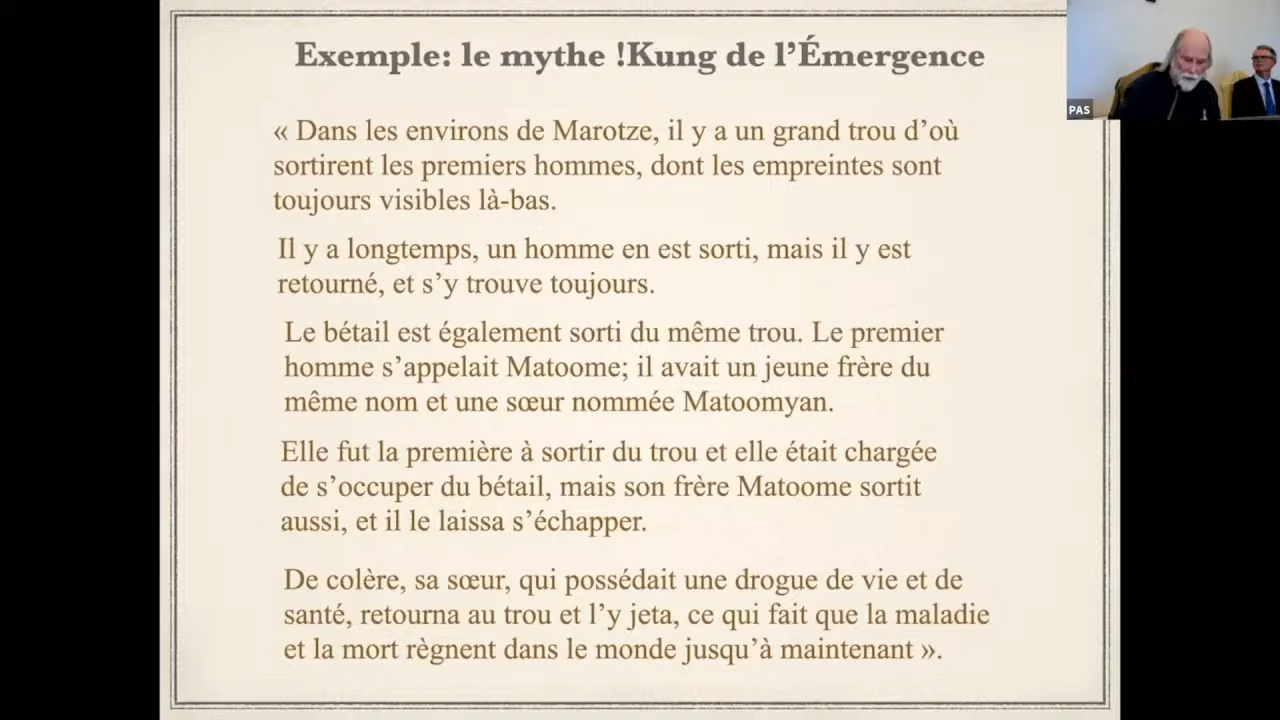 Exemple: le mythe !Kung de l’Émergence
PAS
« Dans les environs de Marotze, il y a un grand trou d’où
sortirent les premiers hommes, dont les empreintes sont
toujours visibles là-bas.
Il y a longtemps, un homme en est sorti, mais il y est
retourné, et s’y trouve toujours.
Le bétail est également sorti du même trou. Le premier
homme s’appelait Matoome; il avait un jeune frère du
même nom et une sœur nommée Matoomyan.
Elle fut la première à sortir du trou et elle était chargée
de s’occuper du bétail, mais son frère Matoome sortit
aussi, et il le laissa s’échapper.
De colère, sa sœur, qui possédait une drogue de vie et de
santé, retourna au trou et l’y jeta, ce qui fait que la maladie
et la mort règnent dans le monde jusqu’à maintenant ».